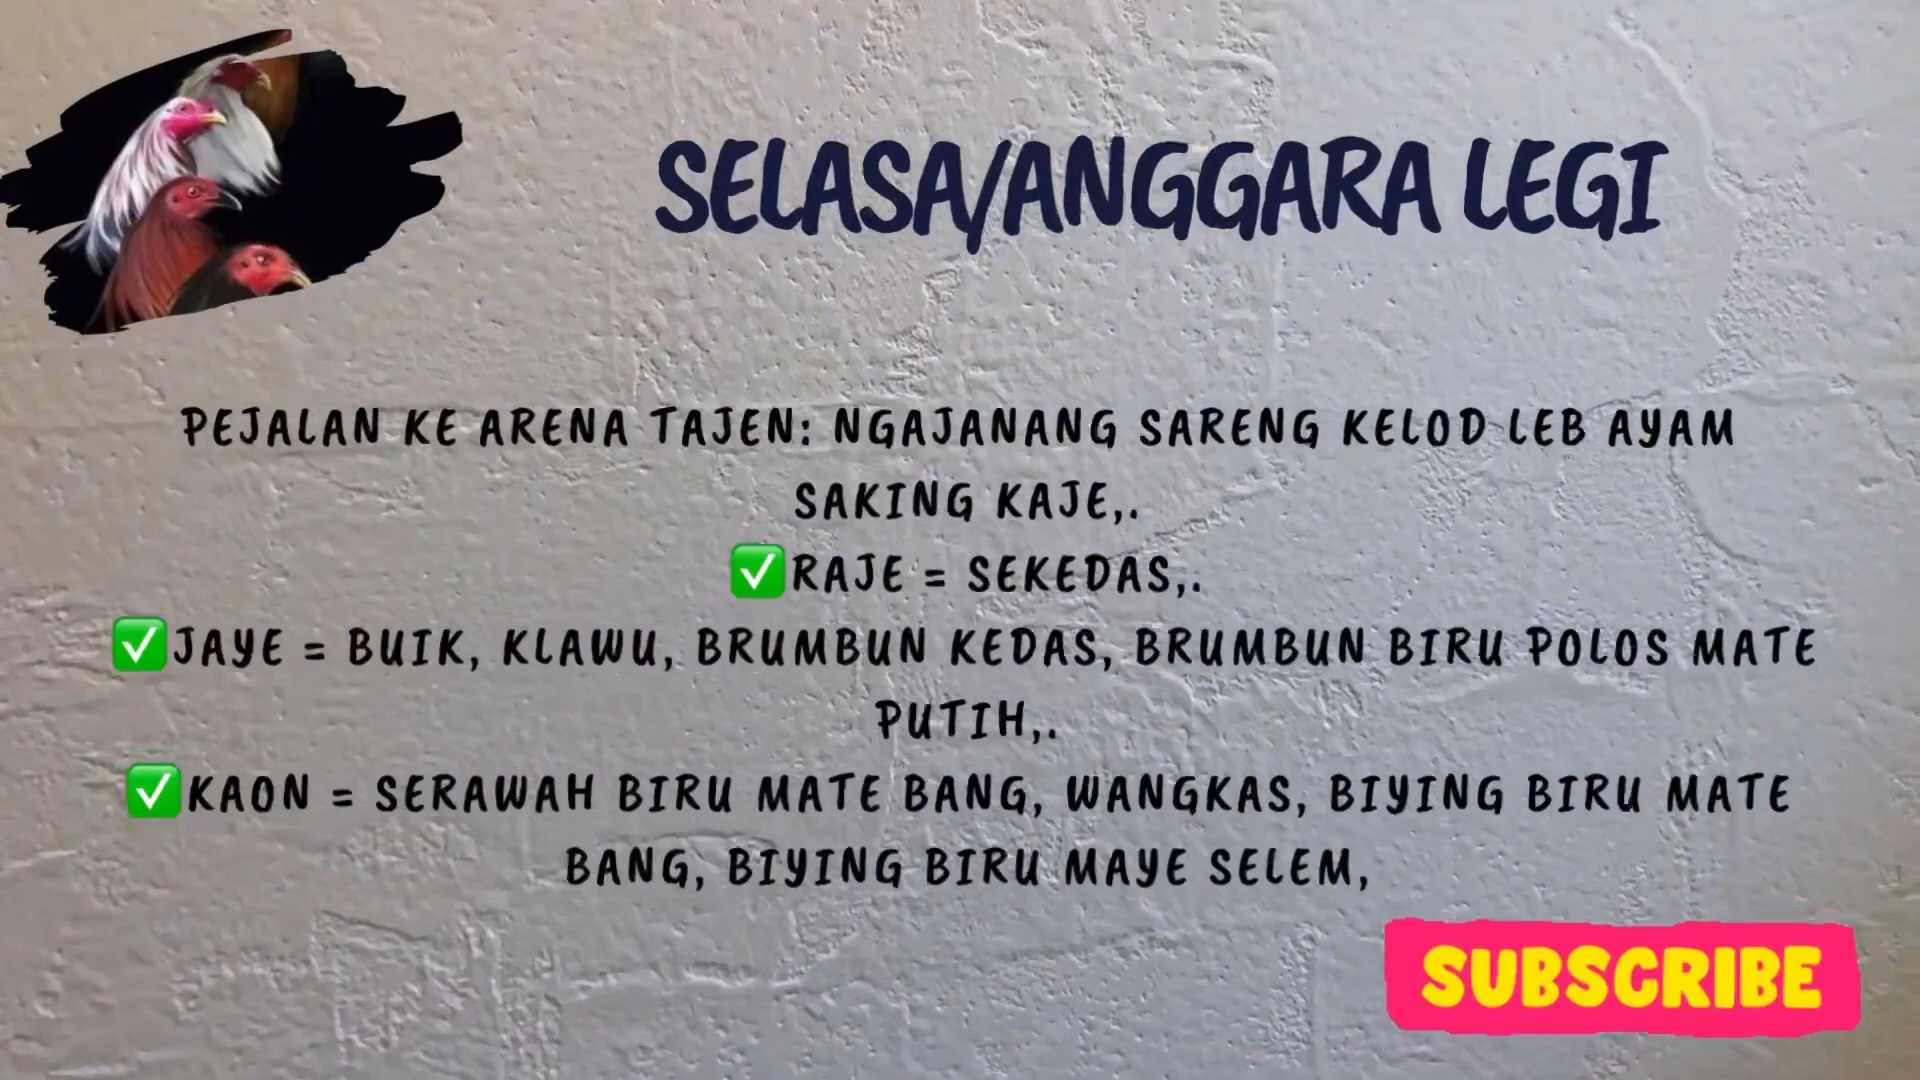 SELASA/ANGGARA LEGI
PEJALAN KE ARENA TAJEN: NGAJANANG SARENG KELOD LEB AYAM
SAKING KAJE,.
✅RAJE = SEKEDAS,.
✅JAYE = BUIK, KLAWU, BRUMBUN KEDAS, BRUMBUN BIRU POLOS MATE
PUTIH,.
✅KAON = SERAWAH BIRU MATE BANG, WANGKAS, BIYING BIRU MATE
BANG, BIYING BIRU MAYE SELEM,
SUBSCRIBE